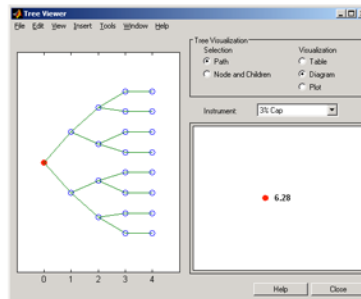 Tree Viewer
File Edit View Insert Tools Window Help
Tree Visualization
Selection
Visualization
Path
Table
Node and Children
Diagram
Plot
Instrument:
3% Cap
6.28
0 1 2 3 4
Help
Close